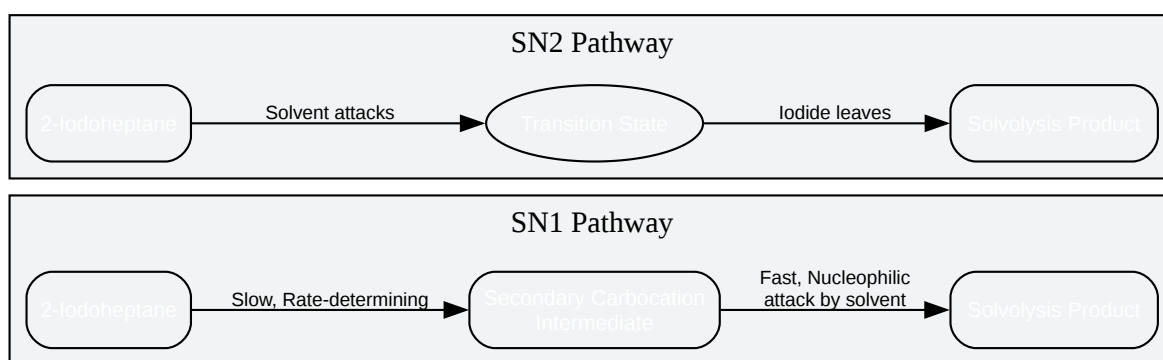 SN2 Pathway
2-Iodoheptane
Solvent attacks
Transition State
Iodide leaves
Solvolysis Product
SN1 Pathway
2-Iodoheptane
Slow, Rate-determining
Secondary Carbocation
Intermediate
Fast, Nucleophilic
attack by solvent
Solvolysis Product